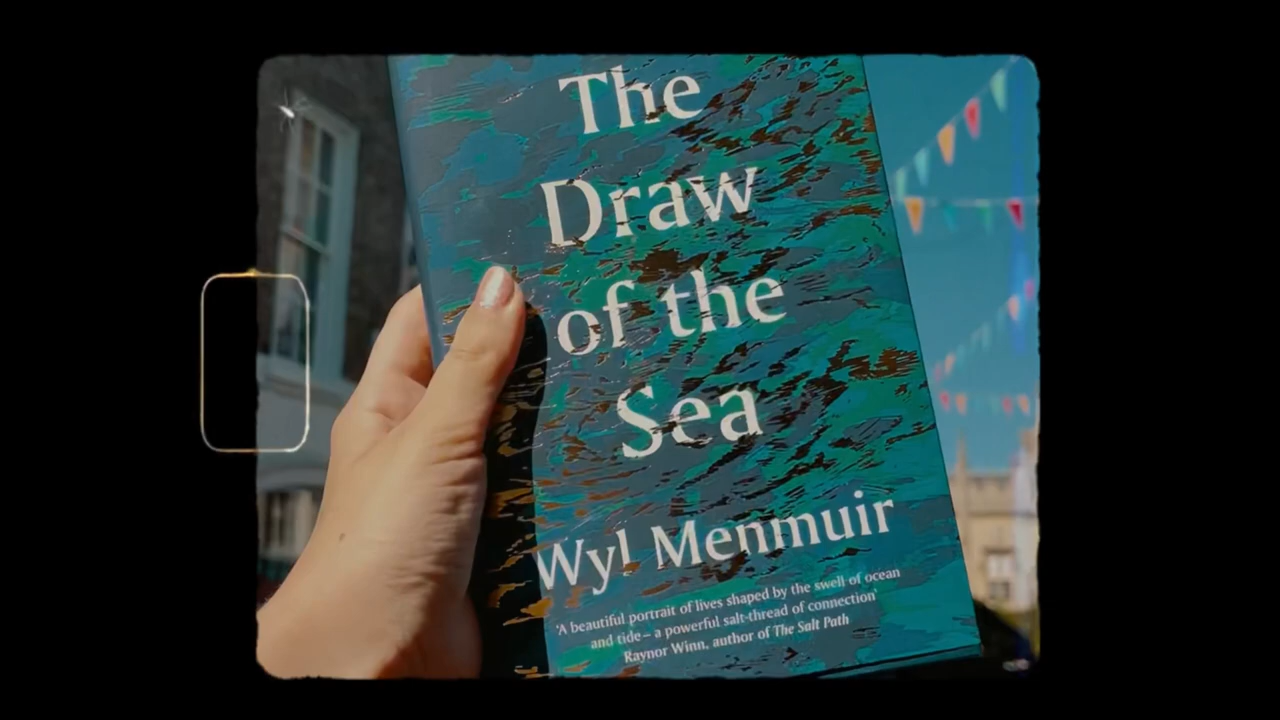 The
Draw
of the
Sea
Wyl Menmuir
‘A beautiful portrait of lives shaped by the swell of ocean
and tide – a powerful salt-thread of connection’
Raynor Winn, author of The Salt Path